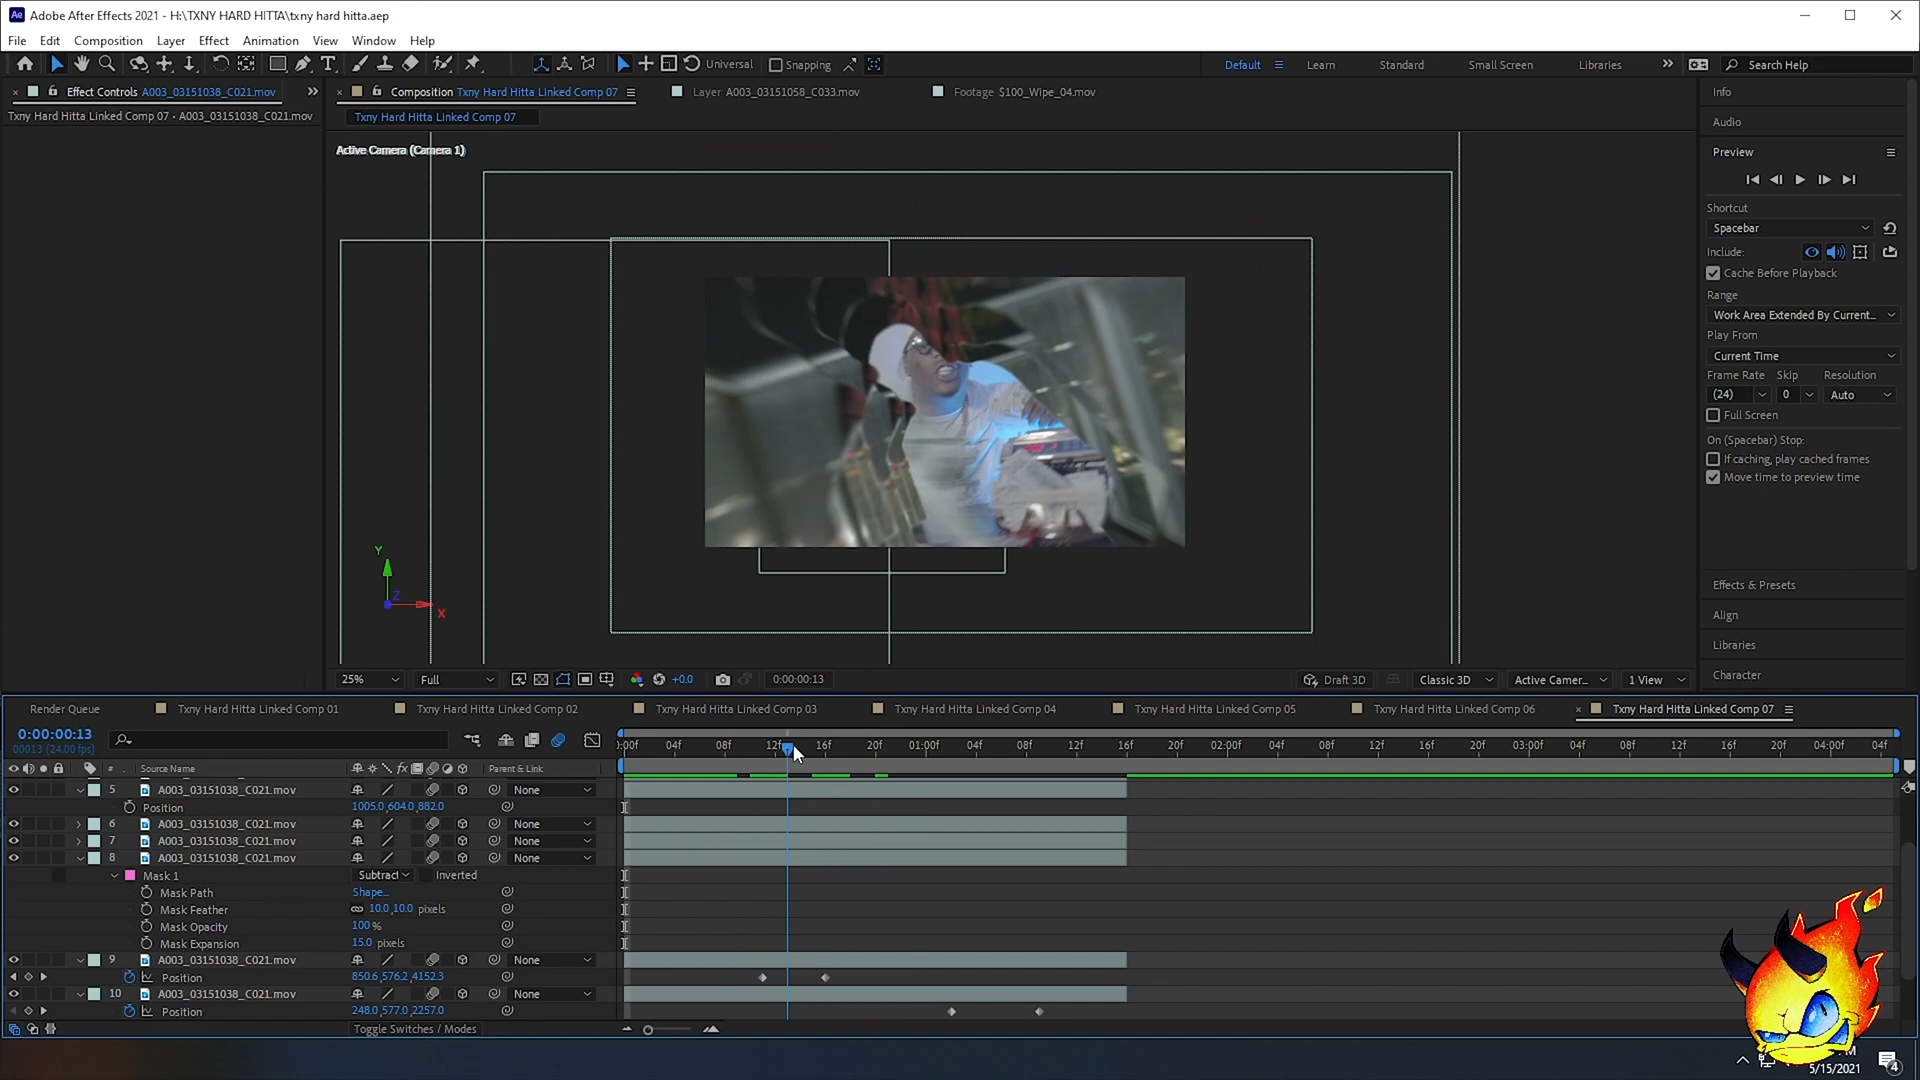 Adobe After Effects 2021 - H:\TXNY HARD HITTA\txny hard hitta.aep
File Edit Composition Layer Effect Animation View Window Help
Universal Snapping Default Learn Standard Small Screen Libraries Search Help
Effect Controls A003_03151038_C021.mov
Composition Txny Hard Hitta Linked Comp 07
Layer A003_03151058_C033.mov
Footage $100_Wipe_04.mov
Txny Hard Hitta Linked Comp 07 • A003_03151038_C021.mov
Txny Hard Hitta Linked Comp 07
Active Camera (Camera 1)
Y
Z
X
25% Full +0.0 0:00:00:13 Draft 3D Classic 3D Active Camer... 1 View
Info
Audio
Preview
Shortcut
Spacebar
Include:
Cache Before Playback
Range
Work Area Extended By Current...
Play From
Current Time
Frame Rate Skip Resolution
(24) 0 Auto
Full Screen
On (Spacebar) Stop:
If caching, play cached frames
Move time to preview time
Effects & Presets
Align
Libraries
Character
Render Queue Txny Hard Hitta Linked Comp 01 Txny Hard Hitta Linked Comp 02 Txny Hard Hitta Linked Comp 03 Txny Hard Hitta Linked Comp 04 Txny Hard Hitta Linked Comp 05 Txny Hard Hitta Linked Comp 06 Txny Hard Hitta Linked Comp 07
0:00:00:13
00013 (24.00 fps)
:00f 04f 08f 12f 16f 20f 01:00f 04f 08f 12f 16f 20f 02:00f 04f 08f 12f 16f 20f 03:00f 04f 08f 12f 16f 20f 04:00f 04f
# Source Name Parent & Link
5 A003_03151038_C021.mov None
Position 1005.0,604.0,882.0
6 A003_03151038_C021.mov None
7 A003_03151038_C021.mov None
8 A003_03151038_C021.mov None
Mask 1 Subtract Inverted
Mask Path Shape...
Mask Feather 10.0,10.0 pixels
Mask Opacity 100 %
Mask Expansion 15.0 pixels
9 A003_03151038_C021.mov None
Position 850.6,576.2,4152.3
10 A003_03151038_C021.mov None
Position 248.0,577.0,2257.0
Toggle Switches / Modes
5/15/2021
4